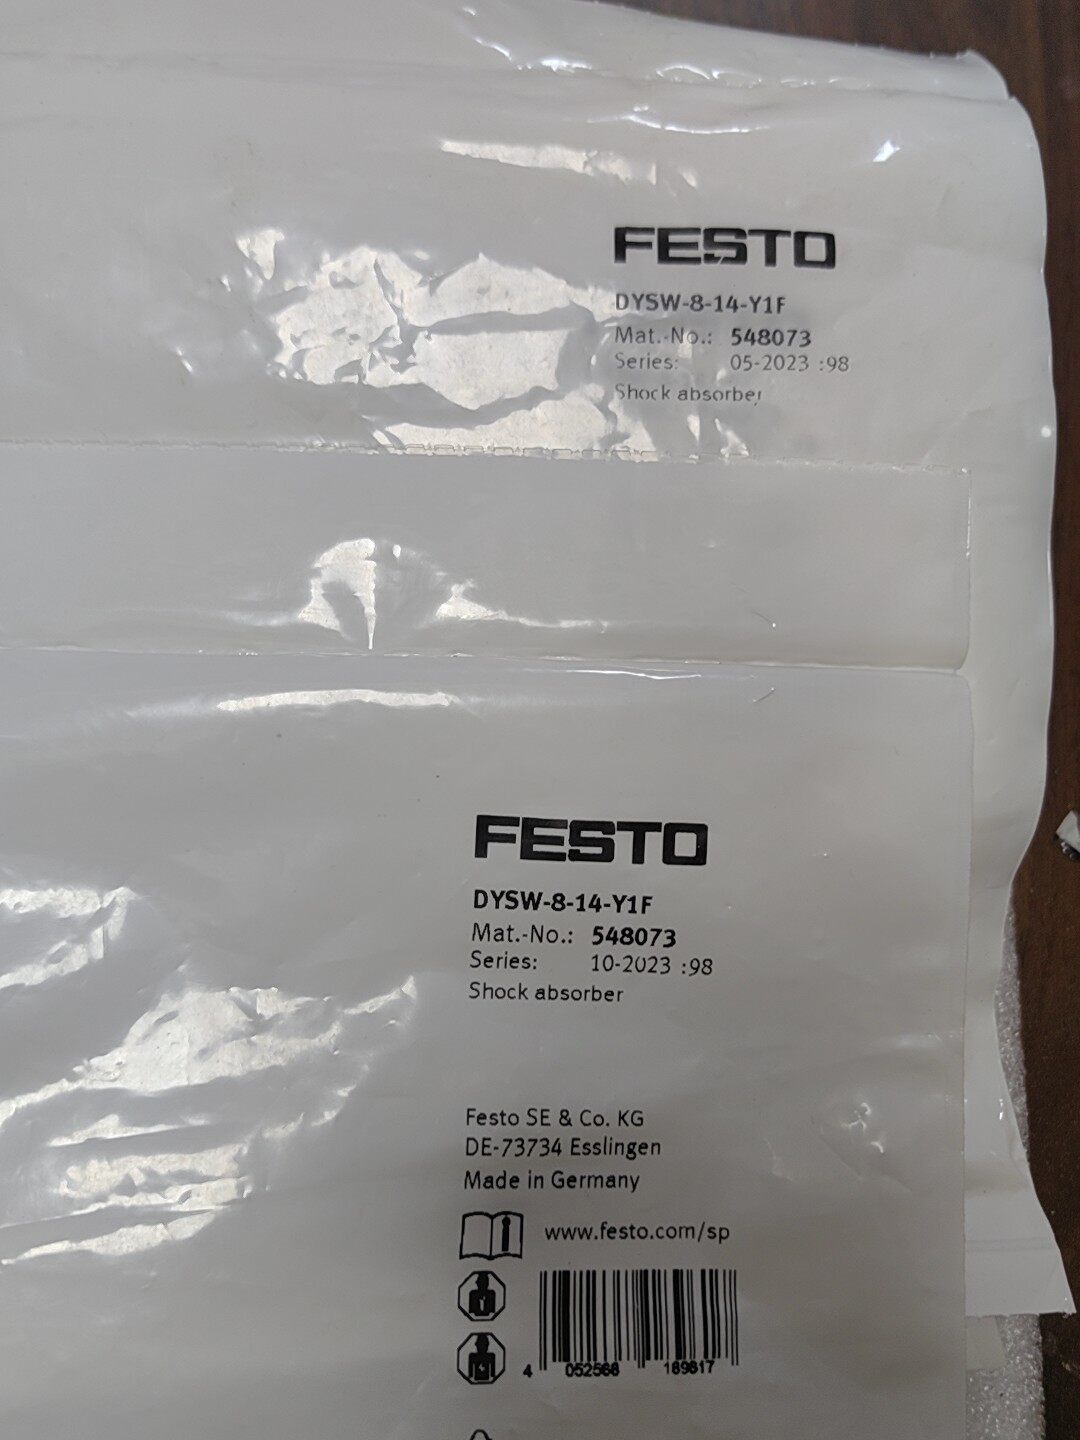 FESTO
DYSW-8-14-Y1F
Mat.-No.: 548073
Series: 05-2023 :98
Shock absorber
FESTO
DYSW-8-14-Y1F
Mat.-No.: 548073
Series: 10-2023 :98
Shock absorber
Festo SE & Co. KG
DE-73734 Esslingen
Made in Germany
www.festo.com/sp
4 052568 189817